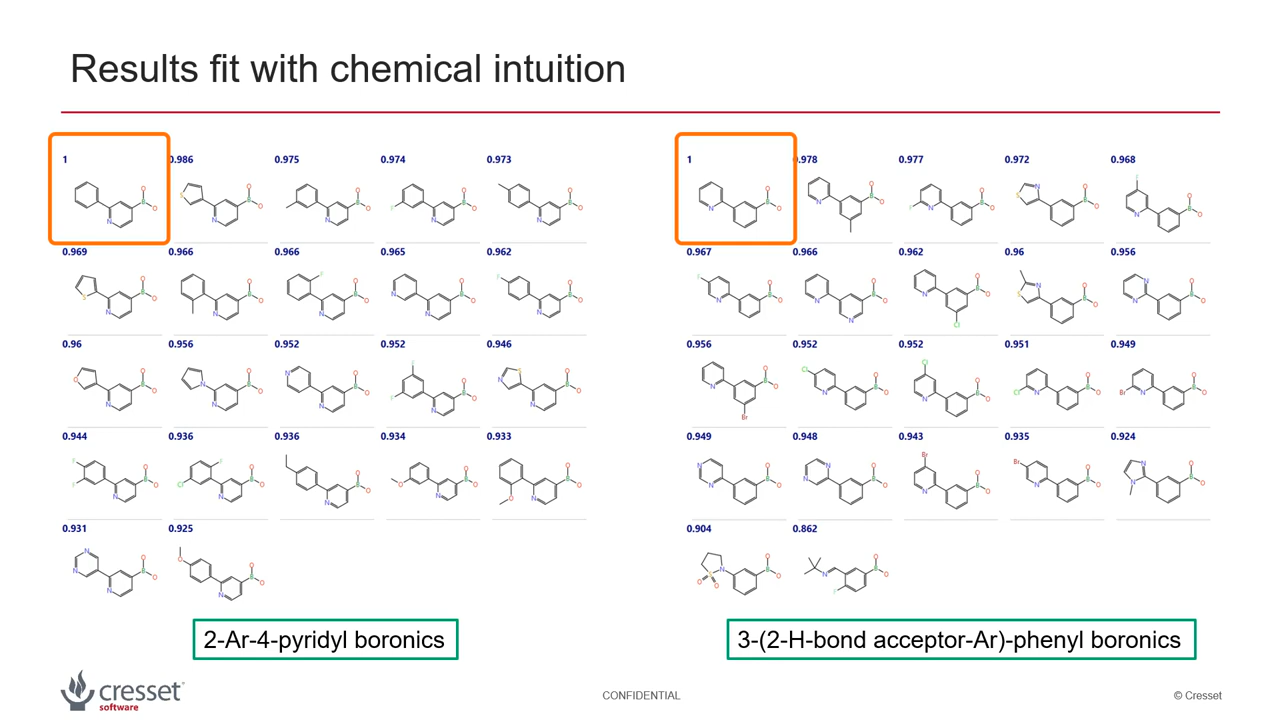 Results fit with chemical intuition
1 0.986 0.975 0.974 0.973
0.969 0.966 0.966 0.965 0.962
0.96 0.956 0.952 0.952 0.946
0.944 0.936 0.936 0.934 0.933
0.931 0.925
2-Ar-4-pyridyl boronics
1 0.978 0.977 0.972 0.968
0.967 0.966 0.962 0.96 0.956
0.956 0.952 0.952 0.951 0.949
0.949 0.948 0.943 0.935 0.924
0.904 0.862
3-(2-H-bond acceptor-Ar)-phenyl boronics
cresset
software
CONFIDENTIAL
© Cresset